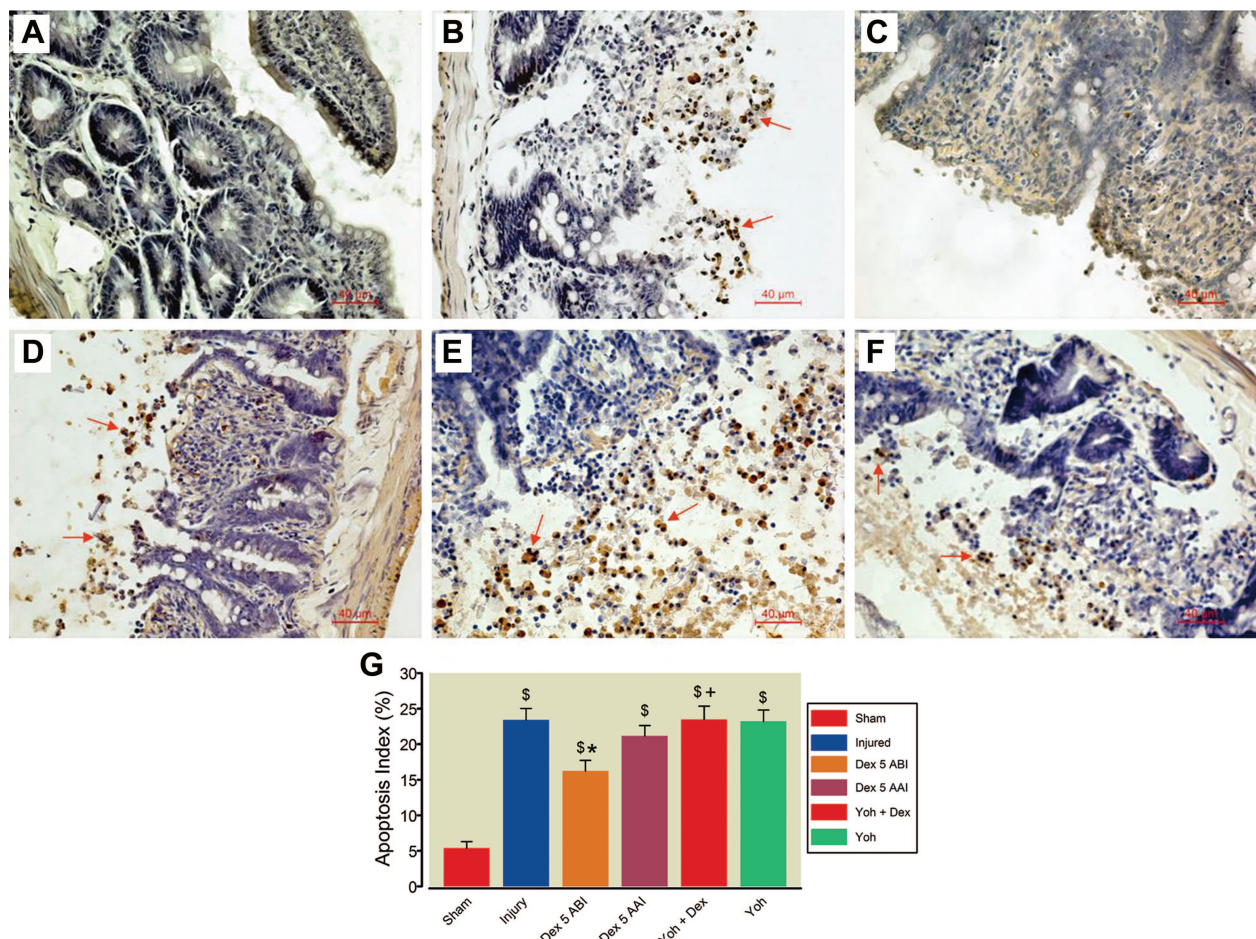 A
B
C
40 µm
40 µm
40 µm
D
E
F
40 µm
40 µm
40 µm
G
Apoptosis Index (%)
30
25
20
15
10
5
0
$
$*
$
$ +
$
Sham
Injury
Dex 5 ABI
Dex 5 AAI
Yoh + Dex
Yoh
Sham
Injured
Dex 5 ABI
Dex 5 AAI
Yoh + Dex
Yoh